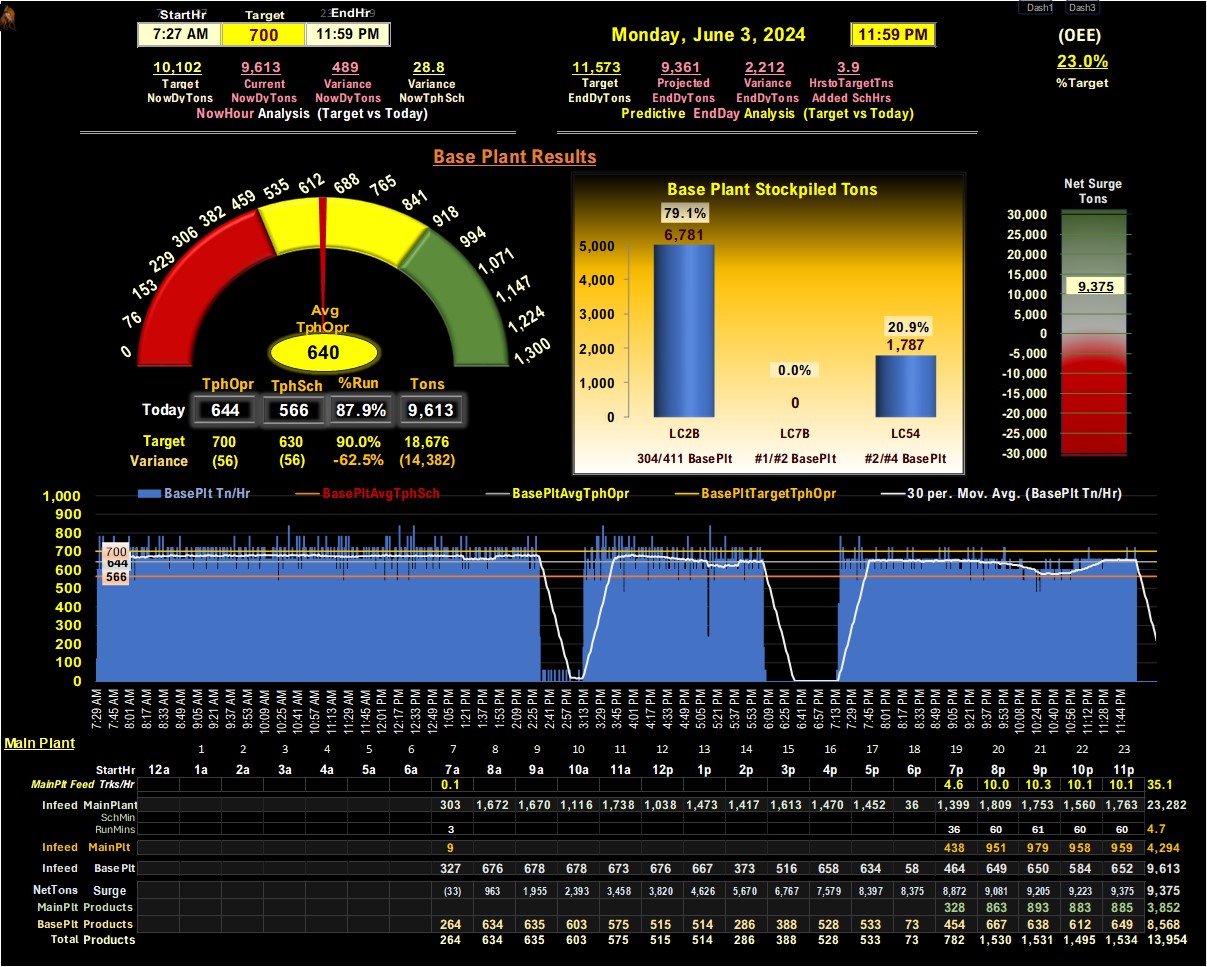 Dash1 Dash3
StartHr Target EndHr
7:27 AM 700 11:59 PM Monday, June 3, 2024 11:59 PM (OEE)
23.0%
%Target
10,102 9,613 489 28.8 11,573 9,361 2,212 3.9
Target Current Variance Variance Target Projected Variance HrstoTargetTns
NowDyTons NowDyTons NowDyTons NowTphSch EndDyTons EndDyTons EndDyTons Added SchHrs
NowHour Analysis (Target vs Today) Predictive EndDay Analysis (Target vs Today)
Base Plant Results
0 76 153 229 306 382 459 535 612 688 765 841 918 994 1,071 1,147 1,224 1,300
Avg
TphOpr
640
TphOpr TphSch %Run Tons
Today 644 566 87.9% 9,613
Target 700 630 90.0% 18,676
Variance (56) (56) -62.5% (14,382)
Base Plant Stockpiled Tons
79.1%
6,781
5,000
4,000
3,000
20.9%
1,787
2,000
0.0%
1,000
0
0
LC2B LC7B LC54
304/411 BasePlt #1/#2 BasePlt #2/#4 BasePlt
Net Surge
Tons
30,000
25,000
20,000
15,000
9,375
10,000
5,000
0
-5,000
-10,000
-15,000
-20,000
-25,000
-30,000
BasePlt Tn/Hr BasePltAvgTphSch BasePltAvgTphOpr BasePltTargetTphOpr 30 per. Mov. Avg. (BasePlt Tn/Hr)
1,000
900
800
700
600
500
400
300
200
100
0
700
644
566
7:29 AM 7:45 AM 8:01 AM 8:17 AM 8:33 AM 8:49 AM 9:05 AM 9:21 AM 9:37 AM 9:53 AM 10:09 AM 10:25 AM 10:41 AM 10:57 AM 11:13 AM 11:29 AM 11:45 AM 12:01 PM 12:17 PM 12:33 PM 12:49 PM 1:05 PM 1:21 PM 1:37 PM 1:53 PM 2:09 PM 2:25 PM 2:41 PM 2:57 PM 3:13 PM 3:29 PM 3:45 PM 4:01 PM 4:17 PM 4:33 PM 4:49 PM 5:05 PM 5:21 PM 5:37 PM 5:53 PM 6:09 PM 6:25 PM 6:41 PM 6:57 PM 7:13 PM 7:29 PM 7:45 PM 8:01 PM 8:17 PM 8:33 PM 8:49 PM 9:05 PM 9:21 PM 9:37 PM 9:53 PM 10:08 PM 10:24 PM 10:40 PM 10:56 PM 11:12 PM 11:28 PM 11:44 PM
Main Plant
1 2 3 4 5 6 7 8 9 10 11 12 13 14 15 16 17 18 19 20 21 22 23
StartHr 12a 1a 2a 3a 4a 5a 6a 7a 8a 9a 10a 11a 12p 1p 2p 3p 4p 5p 6p 7p 8p 9p 10p 11p
MainPlt Feed Trks/Hr 0.1 4.6 10.0 10.3 10.1 10.1 35.1
Infeed MainPlant 303 1,672 1,670 1,116 1,738 1,038 1,473 1,417 1,613 1,470 1,452 36 1,399 1,809 1,753 1,560 1,763 23,282
SchMin
RunMins 3 36 60 61 60 60 4.7
Infeed MainPlt 9 438 951 979 958 959 4,294
Infeed BasePlt 327 676 678 678 673 676 667 373 516 658 634 58 464 649 650 584 652 9,613
NetTons Surge (33) 963 1,955 2,393 3,458 3,820 4,626 5,670 6,767 7,579 8,397 8,375 8,872 9,081 9,205 9,223 9,375 9,375
MainPlt Products 328 863 893 883 885 3,852
BasePlt Products 264 634 635 603 575 515 514 286 388 528 533 73 454 667 638 612 649 8,568
Total Products 264 634 635 603 575 515 514 286 388 528 533 73 782 1,530 1,531 1,495 1,534 13,954